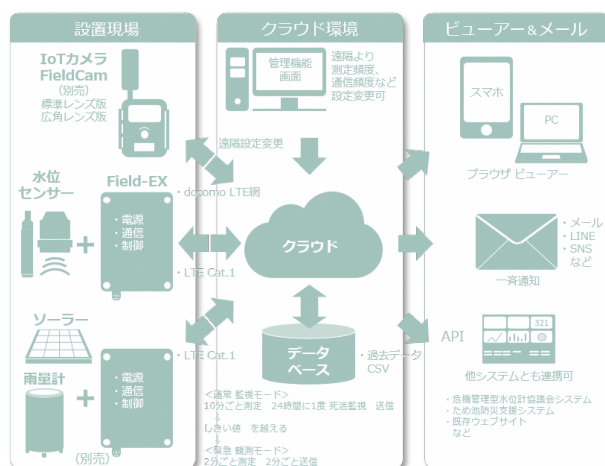 設置現場
IoTカメラ
FieldCam
(別売)
標準レンズ版
広角レンズ版
水位
センサー
Field-EX
・電源
・通信
・制御
ソーラー
雨量計
・電源
・通信
・制御
(別売)
クラウド環境
管理機能
画面
遠隔より
測定頻度、
通信頻度など
設定変更可
遠隔設定変更
・docomo LTE網
クラウド
・LTE Cat.1
・LTE Cat.1
データ
ベース
・過去データ
CSV
<通常 監視モード>
10分ごと測定 24時間に1度 死活監視 送信
↓
しきい値 を越える
↓
<緊急 観測モード>
2分ごと測定 2分ごと送信
ビューアー&メール
スマホ
PC
ブラウザ ビューアー
・メール
・LINE
・SNS
など
一斉通知
API
321
他システムとも連携可
・危機管理型水位計協議会システム
・ため池防災支援システム
・既存ウェブサイト
など